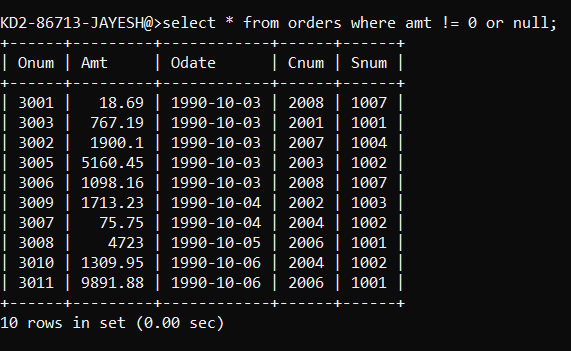 KD2-86713-JAYESH@>select * from orders where amt != 0 or null;
+------+---------+------------+------+------+
| Onum | Amt     | Odate      | Cnum | Snum |
+------+---------+------------+------+------+
| 3001 |   18.69 | 1990-10-03 | 2008 | 1007 |
| 3003 |  767.19 | 1990-10-03 | 2001 | 1001 |
| 3002 |  1900.1 | 1990-10-03 | 2007 | 1004 |
| 3005 | 5160.45 | 1990-10-03 | 2003 | 1002 |
| 3006 | 1098.16 | 1990-10-03 | 2008 | 1007 |
| 3009 | 1713.23 | 1990-10-04 | 2002 | 1003 |
| 3007 |   75.75 | 1990-10-04 | 2004 | 1002 |
| 3008 |    4723 | 1990-10-05 | 2006 | 1001 |
| 3010 | 1309.95 | 1990-10-06 | 2004 | 1002 |
| 3011 | 9891.88 | 1990-10-06 | 2006 | 1001 |
+------+---------+------------+------+------+
10 rows in set (0.00 sec)